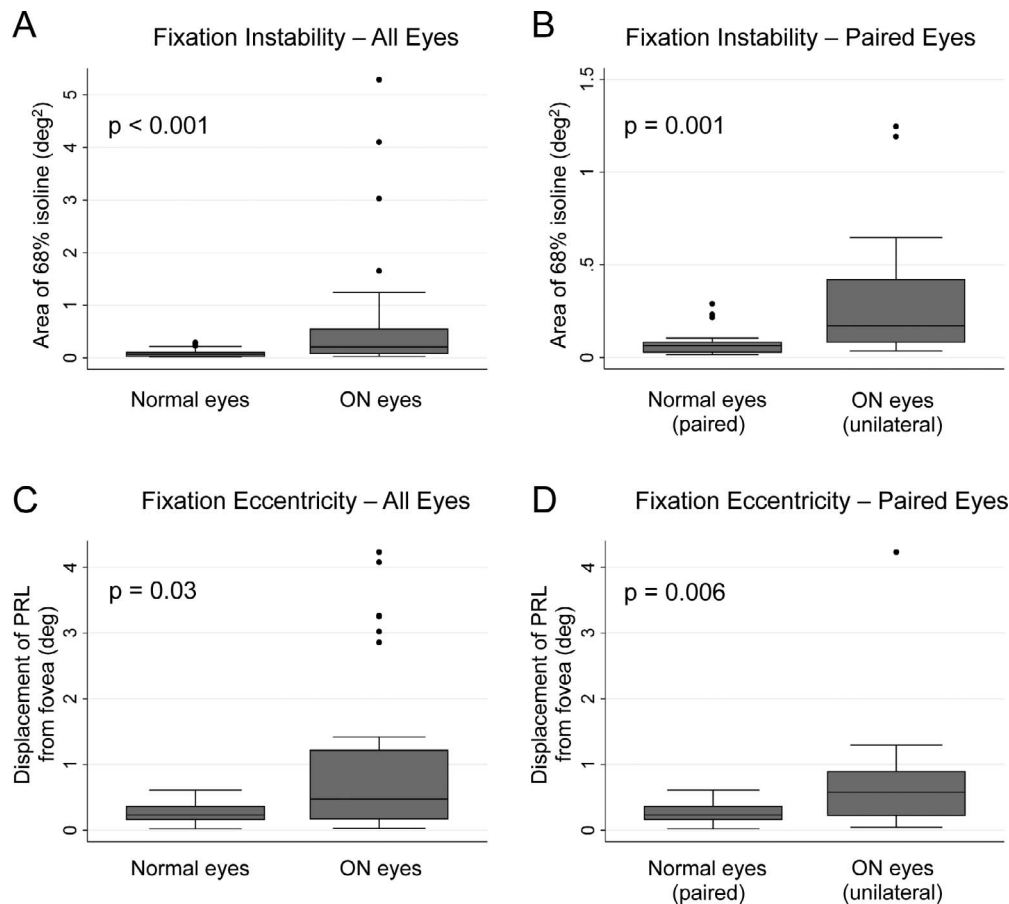 A
Fixation Instability – All Eyes
Area of 68% isoline (deg²)
5
4
3
2
1
0
p < 0.001
Normal eyes
ON eyes
B
Fixation Instability – Paired Eyes
Area of 68% isoline (deg²)
1.5
1
.5
0
p = 0.001
Normal eyes
(paired)
ON eyes
(unilateral)
C
Fixation Eccentricity – All Eyes
Displacement of PRL
from fovea (deg)
4
3
2
1
0
p = 0.03
Normal eyes
ON eyes
D
Fixation Eccentricity – Paired Eyes
Displacement of PRL
from fovea (deg)
4
3
2
1
0
p = 0.006
Normal eyes
(paired)
ON eyes
(unilateral)